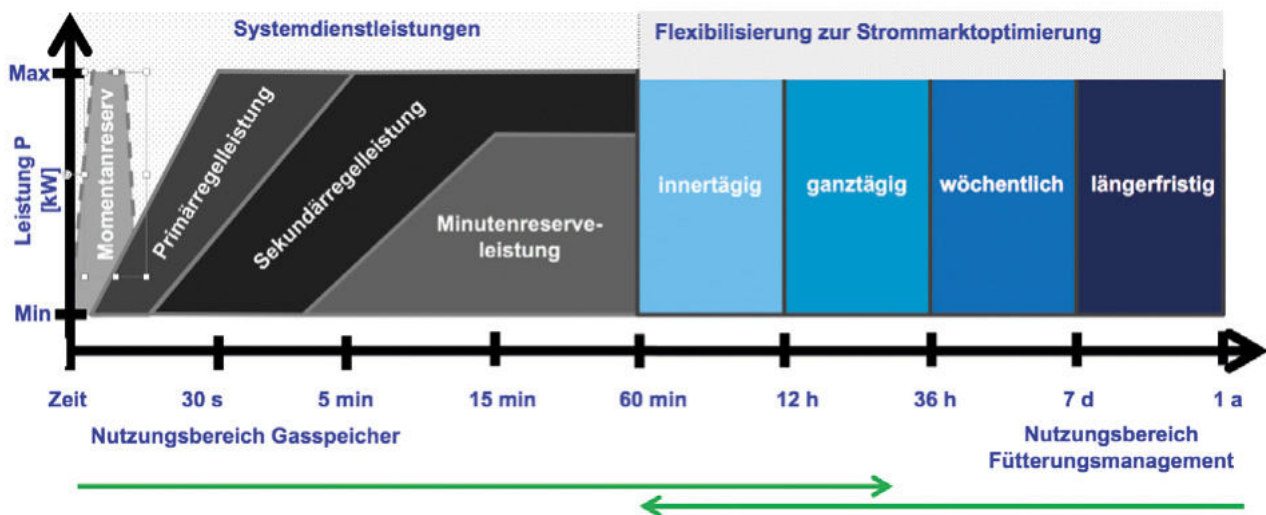 Systemdienstleistungen
Flexibilisierung zur Strommarktoptimierung
Max
Leistung P
[kW]
Min
Momentanreserv
Primärregelleistung
Sekundärregelleistung
Minutenreserve-
leistung
innertägig
ganztägig
wöchentlich
längerfristig
Zeit
30 s
5 min
15 min
60 min
12 h
36 h
7 d
1 a
Nutzungsbereich Gasspeicher
Nutzungsbereich
Fütterungsmanagement